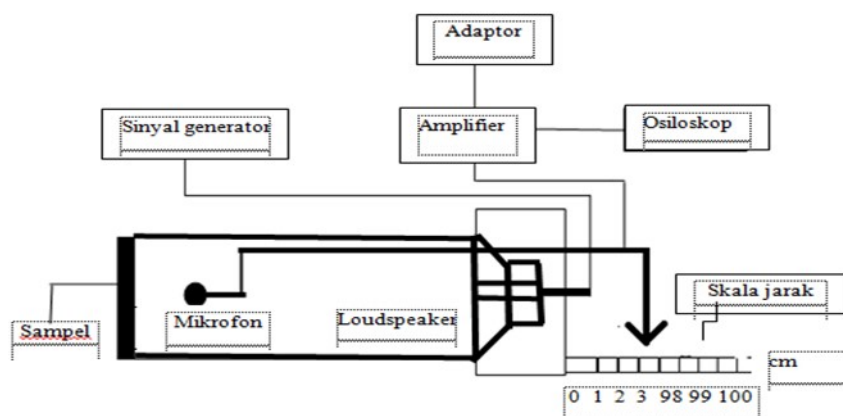 Adaptor
Sinyal generator
Amplifier
Osiloskop
Skala jarak
Sampel
Mikrofon
Loudspeaker
cm
0 1 2 3 98 99 100